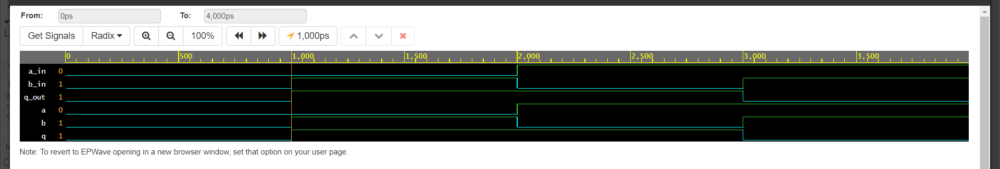 From: 0ps To: 4,000ps
Get Signals Radix 100% 1,000ps
0 500 1,000 1,500 2,000 2,500 3,000 3,500
a_in 0
b_in 1
q_out 1
a 0
b 1
q 1
Note: To revert to EPWave opening in a new browser window, set that option on your user page.